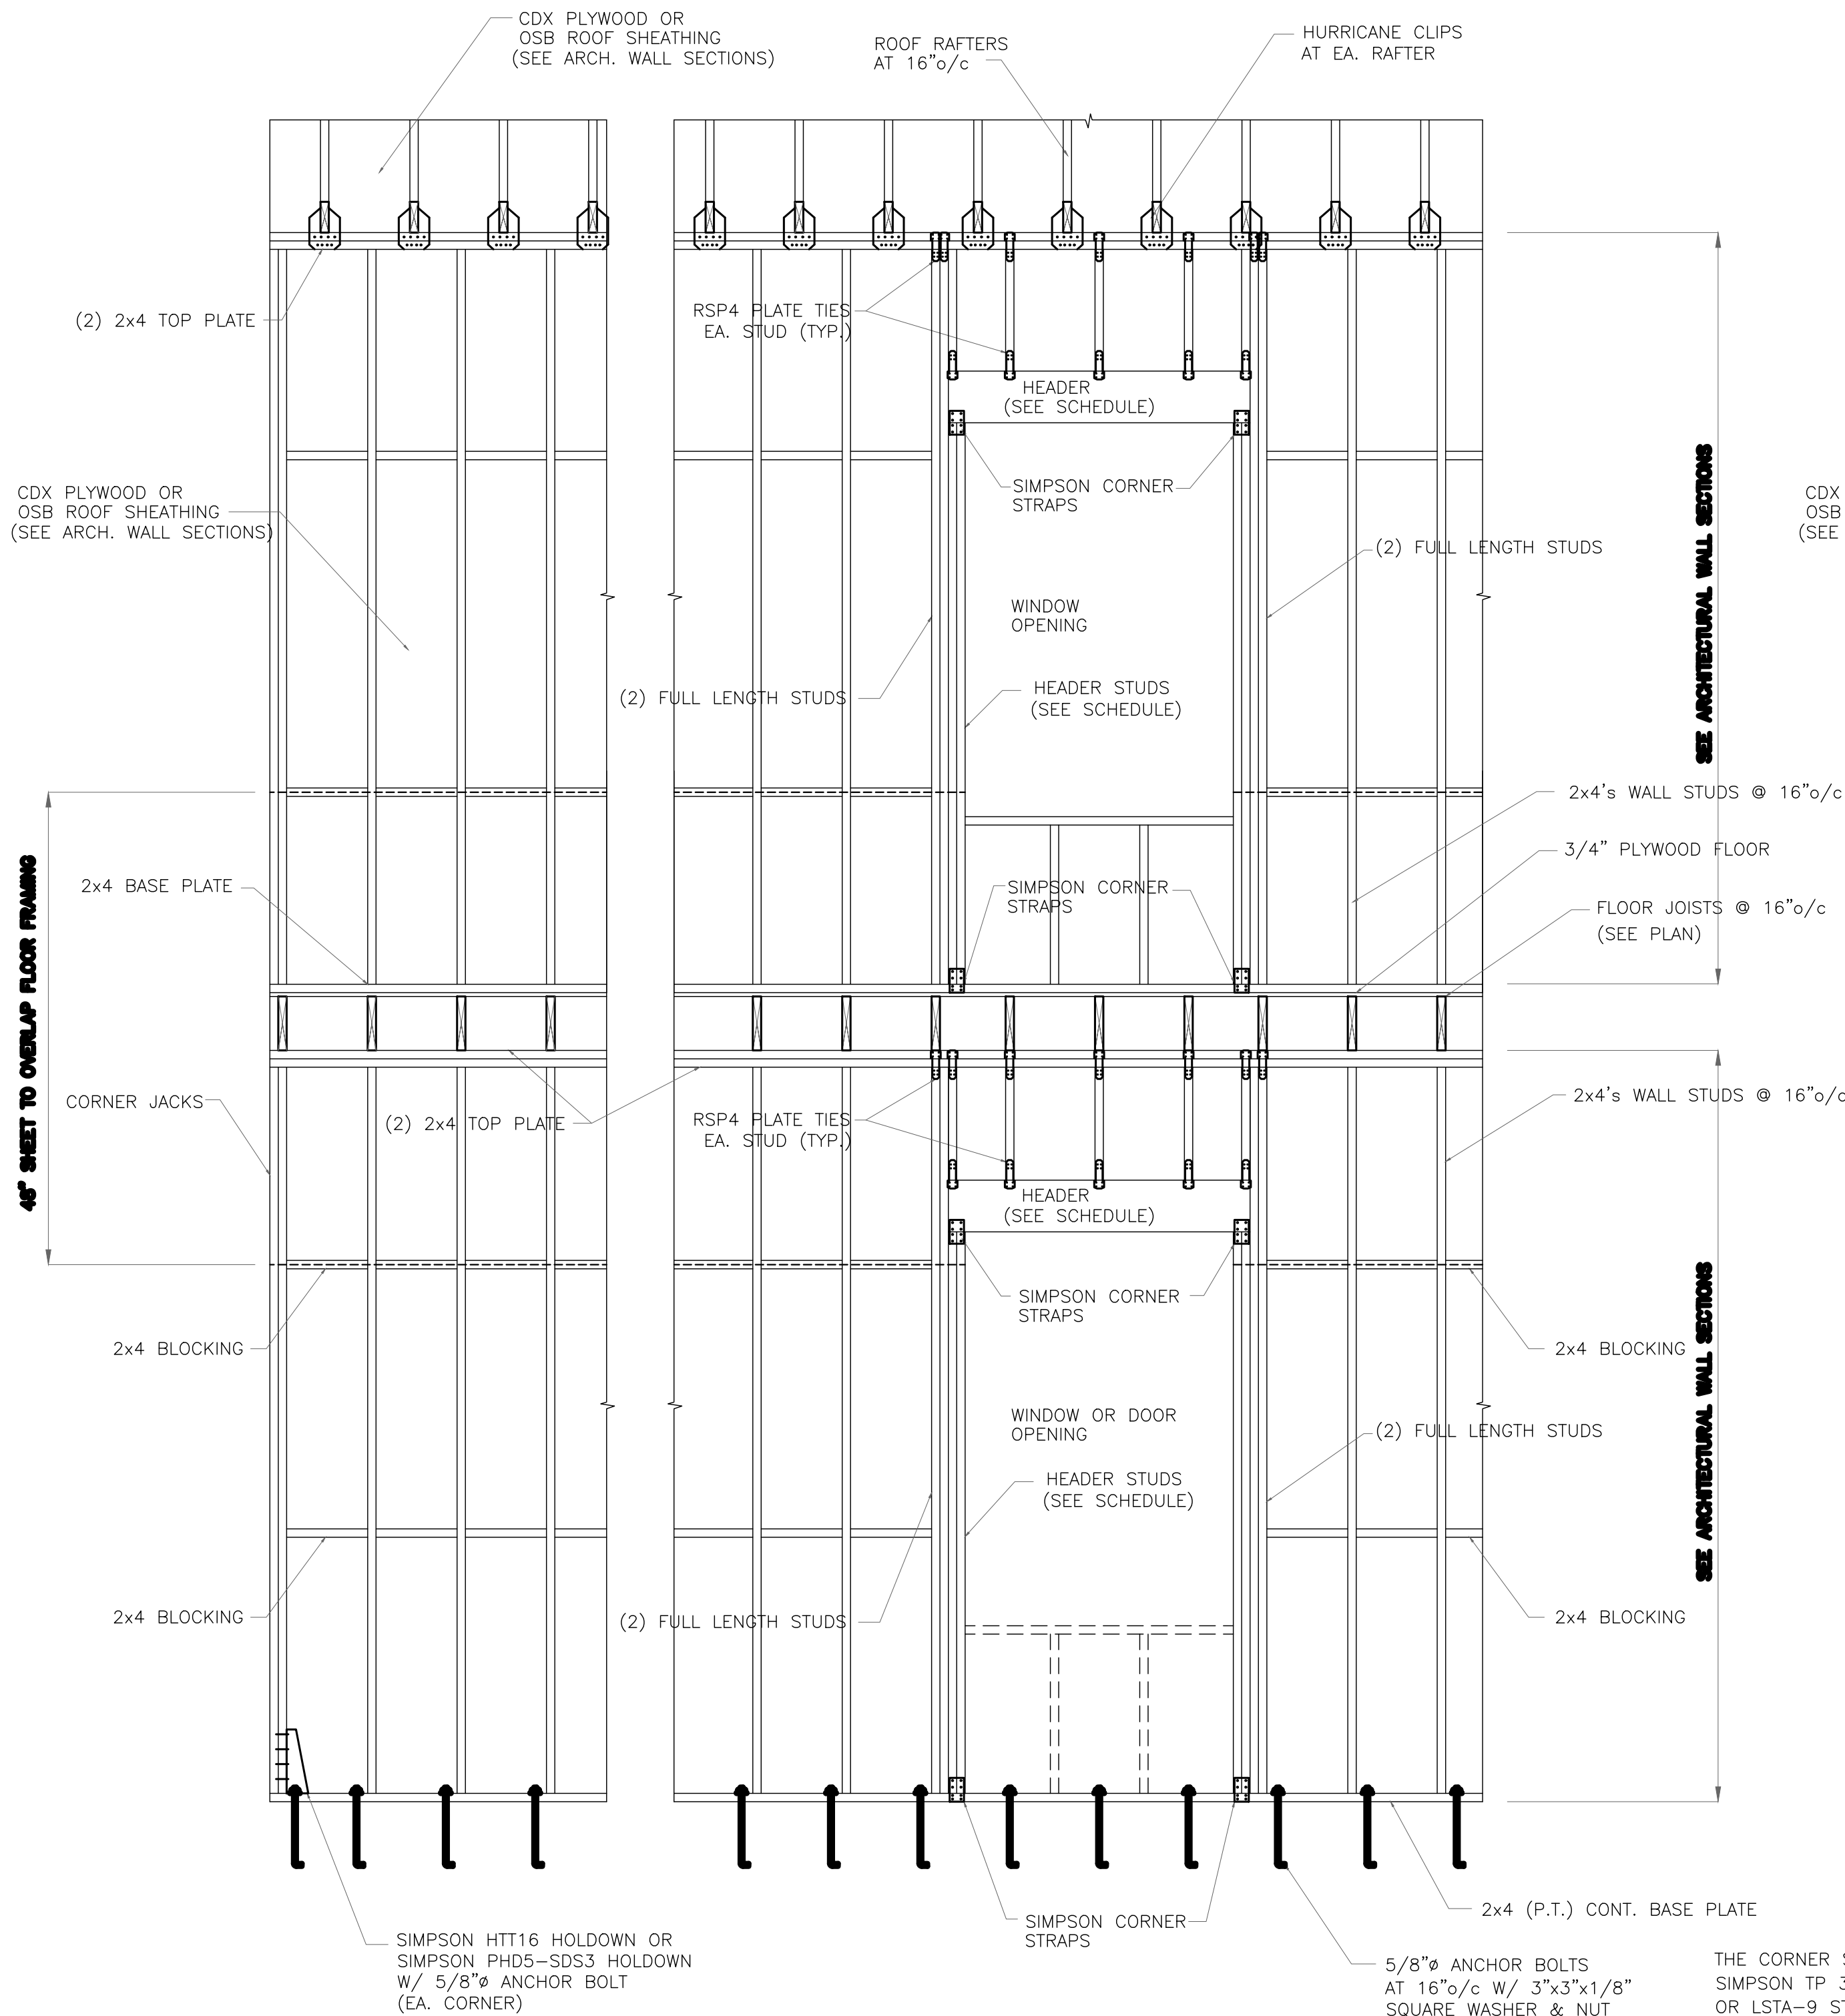 CDX PLYWOOD OR
OSB ROOF SHEATHING
(SEE ARCH. WALL SECTIONS)
ROOF RAFTERS
AT 16"o/c
HURRICANE CLIPS
AT EA. RAFTER
(2) 2x4 TOP PLATE
RSP4 PLATE TIES
EA. STUD (TYP.)
HEADER
(SEE SCHEDULE)
CDX PLYWOOD OR
OSB ROOF SHEATHING
(SEE ARCH. WALL SECTIONS)
SIMPSON CORNER
STRAPS
(2) FULL LENGTH STUDS
SEE ARCHITECTURAL WALL SECTIONS
CDX
OSB
(SEE
WINDOW
OPENING
(2) FULL LENGTH STUDS
HEADER STUDS
(SEE SCHEDULE)
2x4's WALL STUDS @ 16"o/c
3/4" PLYWOOD FLOOR
48" SHEET TO OVERLAP FLOOR FRAMING
2x4 BASE PLATE
SIMPSON CORNER
STRAPS
FLOOR JOISTS @ 16"o/c
(SEE PLAN)
CORNER JACKS
(2) 2x4 TOP PLATE
RSP4 PLATE TIES
EA. STUD (TYP.)
2x4's WALL STUDS @ 16"o/c
HEADER
(SEE SCHEDULE)
SIMPSON CORNER
STRAPS
2x4 BLOCKING
2x4 BLOCKING
SEE ARCHITECTURAL WALL SECTIONS
WINDOW OR DOOR
OPENING
(2) FULL LENGTH STUDS
HEADER STUDS
(SEE SCHEDULE)
2x4 BLOCKING
(2) FULL LENGTH STUDS
2x4 BLOCKING
SIMPSON HTT16 HOLDOWN OR
SIMPSON PHD5-SDS3 HOLDOWN
W/ 5/8"ø ANCHOR BOLT
(EA. CORNER)
SIMPSON CORNER
STRAPS
2x4 (P.T.) CONT. BASE PLATE
5/8"ø ANCHOR BOLTS
AT 16"o/c W/ 3"x3"x1/8"
SQUARE WASHER & NUT
THE CORNER
SIMPSON TP
OR LSTA-9